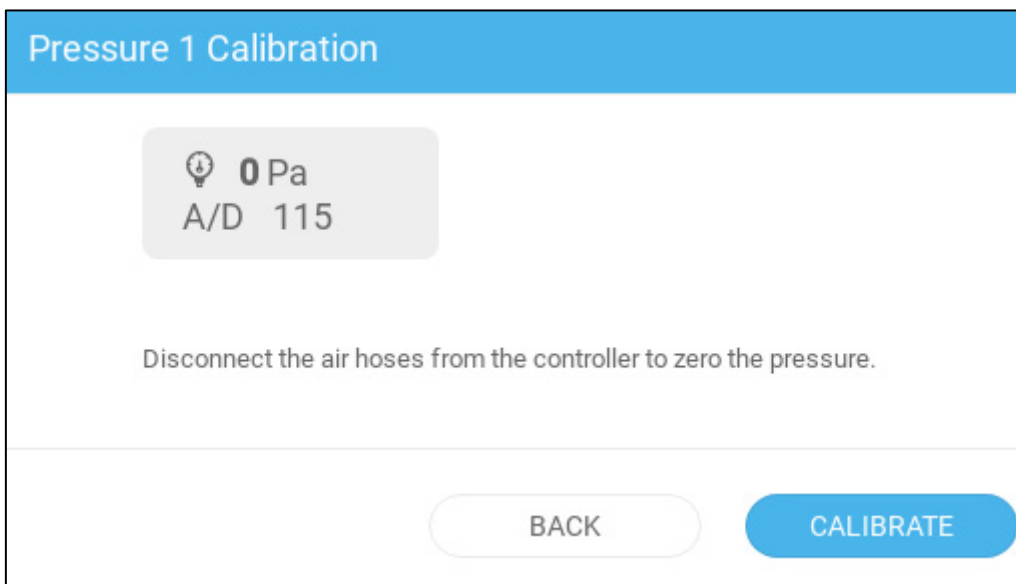 Pressure 1 Calibration
0 Pa
A/D 115
Disconnect the air hoses from the controller to zero the pressure.
BACK CALIBRATE